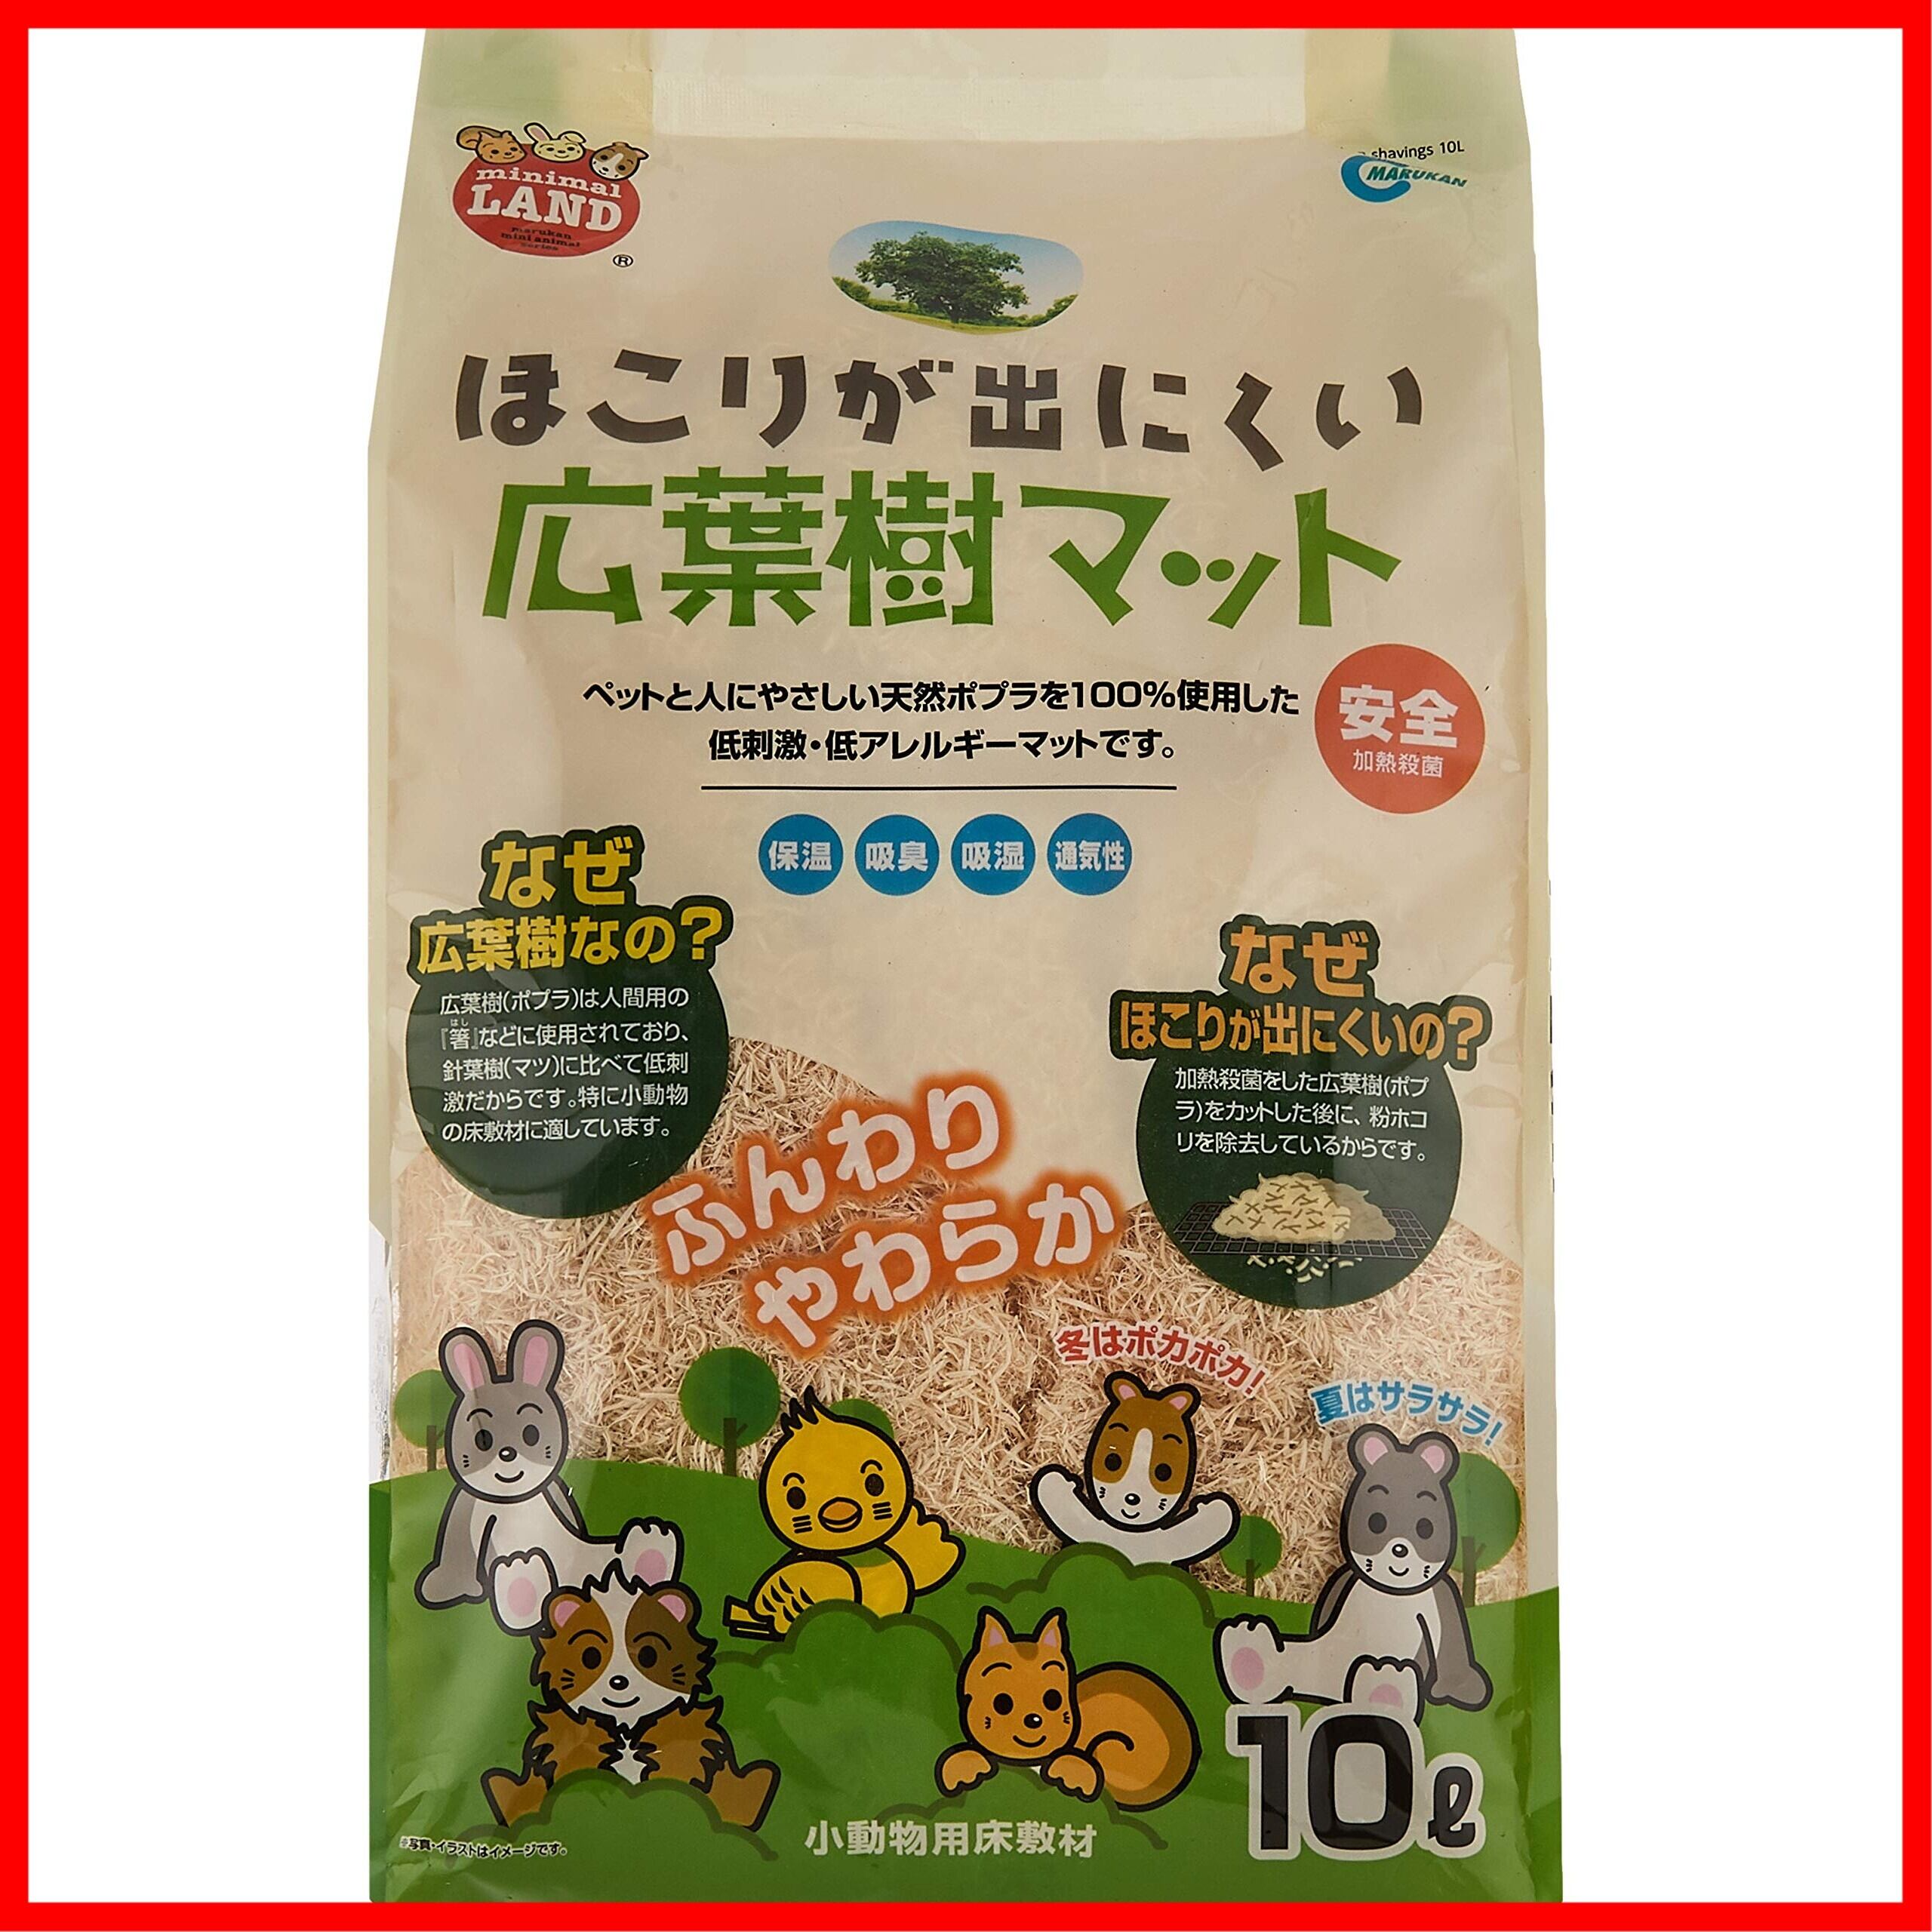 shavings 10L
MARUKAN
minimal
LAND
marukan
mini animal
series
®
ほこりが出にくい
広葉樹マット
ペットと人にやさしい天然ポプラを100%使用した
低刺激・低アレルギーマットです。
安全
加熱殺菌
保温 吸臭 吸湿 通気性
なぜ
広葉樹なの?
広葉樹(ポプラ)は人間用の
はし
『箸』などに使用されており、
針葉樹(マツ)に比べて低刺
激だからです。特に小動物
の床敷材に適しています。
なぜ
ほこりが出にくいの?
加熱殺菌をした広葉樹(ポプ
ラ)をカットした後に、粉ホコ
リを除去しているからです。
ふんわり
やわらか
冬はポカポカ!
夏はサラサラ!
10ℓ
小動物用床敷材
※写真・イラストはイメージです。